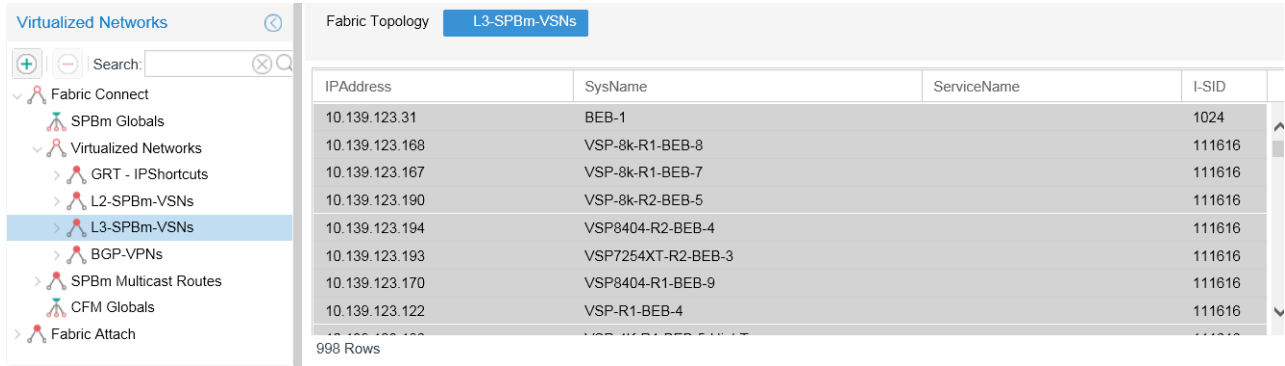 Virtualized Networks
Search:
Fabric Connect
SPBm Globals
Virtualized Networks
GRT - IPShortcuts
L2-SPBm-VSNs
L3-SPBm-VSNs
BGP-VPNs
SPBm Multicast Routes
CFM Globals
Fabric Attach
Fabric Topology L3-SPBm-VSNs
IPAddress SysName ServiceName I-SID
10.139.123.31 BEB-1 1024
10.139.123.168 VSP-8k-R1-BEB-8 111616
10.139.123.167 VSP-8k-R1-BEB-7 111616
10.139.123.190 VSP-8k-R2-BEB-5 111616
10.139.123.194 VSP8404-R2-BEB-4 111616
10.139.123.193 VSP7254XT-R2-BEB-3 111616
10.139.123.170 VSP8404-R1-BEB-9 111616
10.139.123.122 VSP-R1-BEB-4 111616
998 Rows